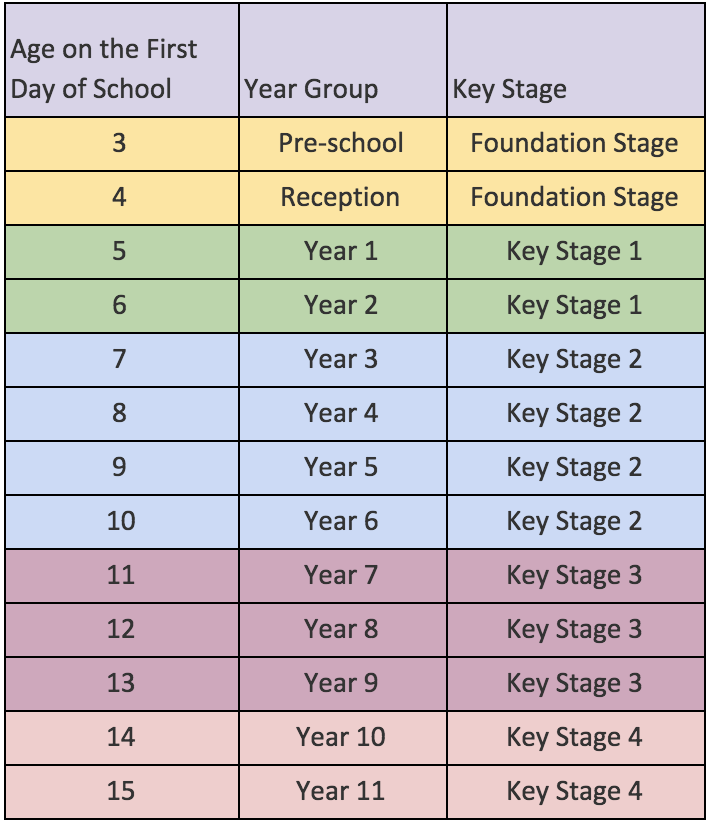 Age on the First
Day of School Year Group Key Stage
3 Pre-school Foundation Stage
4 Reception Foundation Stage
5 Year 1 Key Stage 1
6 Year 2 Key Stage 1
7 Year 3 Key Stage 2
8 Year 4 Key Stage 2
9 Year 5 Key Stage 2
10 Year 6 Key Stage 2
11 Year 7 Key Stage 3
12 Year 8 Key Stage 3
13 Year 9 Key Stage 3
14 Year 10 Key Stage 4
15 Year 11 Key Stage 4